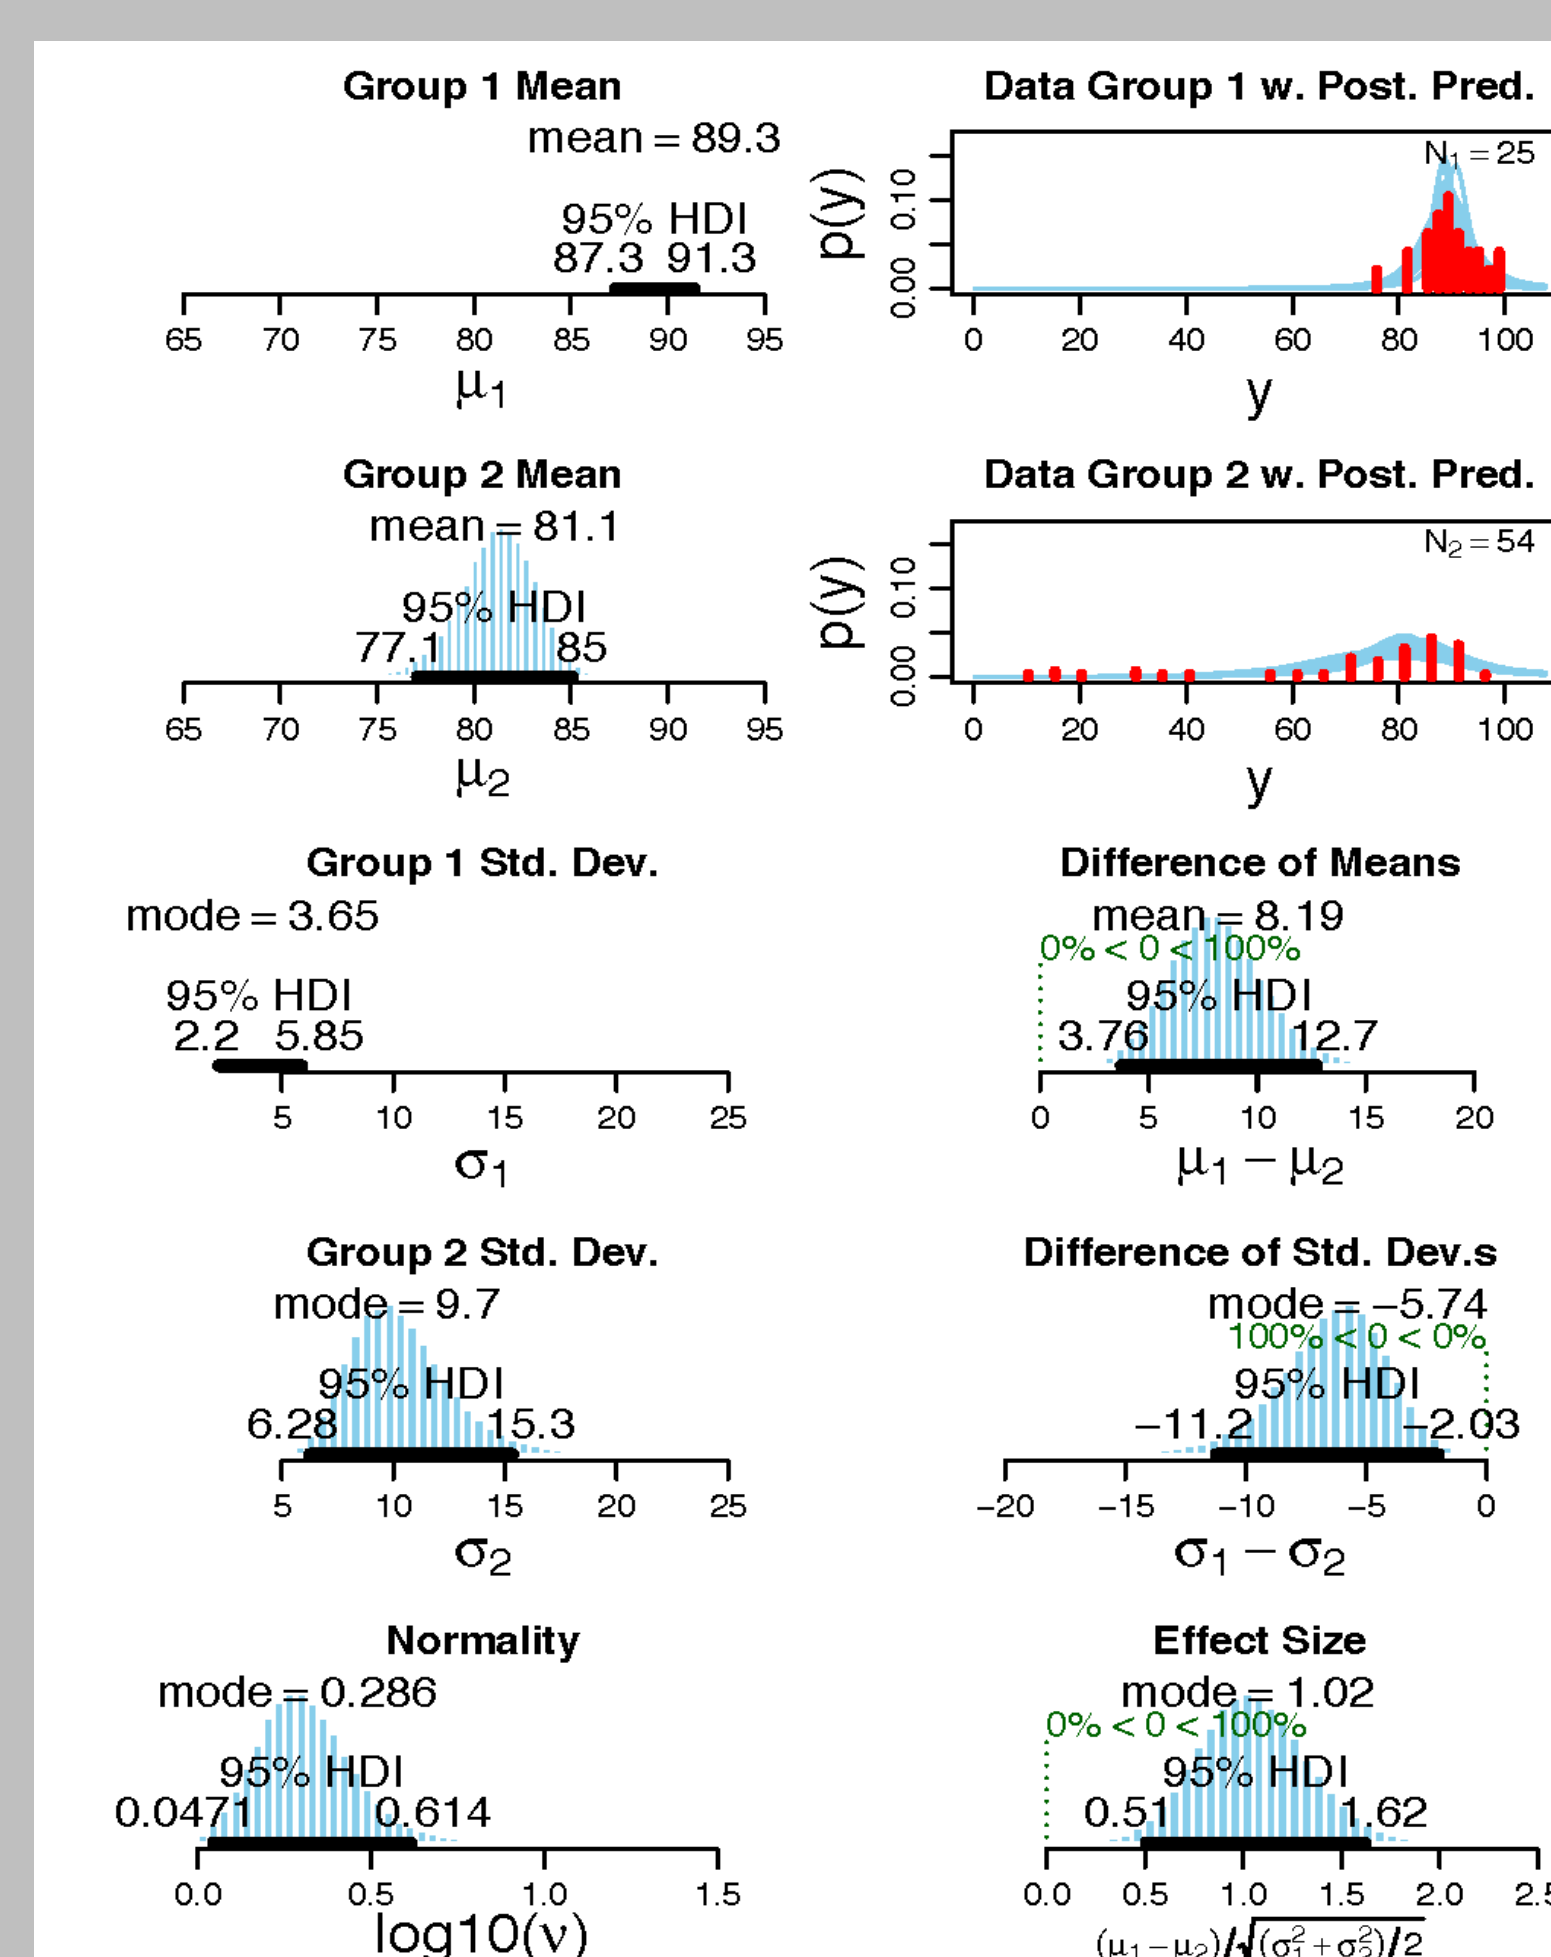 Group 1 Mean
mean = 89.3
95% HDI
87.3 91.3
65 70 75 80 85 90 95
μ1
Data Group 1 w. Post. Pred.
N1 = 25
p(y)
0.00 0.10
0 20 40 60 80 100
y
Group 2 Mean
mean = 81.1
95% HDI
77.1 85
65 70 75 80 85 90 95
μ2
Data Group 2 w. Post. Pred.
N2 = 54
p(y)
0.00 0.10
0 20 40 60 80 100
y
Group 1 Std. Dev.
mode = 3.65
95% HDI
2.2 5.85
5 10 15 20 25
σ1
Difference of Means
mean = 8.19
0% < 0 < 100%
95% HDI
3.76 12.7
0 5 10 15 20
μ1 − μ2
Group 2 Std. Dev.
mode = 9.7
95% HDI
6.28 15.3
5 10 15 20 25
σ2
Difference of Std. Dev.s
mode = −5.74
100% < 0 < 0%
95% HDI
−11.2 −2.03
−20 −15 −10 −5 0
σ1 − σ2
Normality
mode = 0.286
95% HDI
0.0471 0.614
0.0 0.5 1.0 1.5
log10(ν)
Effect Size
mode = 1.02
0% < 0 < 100%
95% HDI
0.51 1.62
0.0 0.5 1.0 1.5 2.0 2.5
(μ1 − μ2)/√(σ1² + σ2²)/2